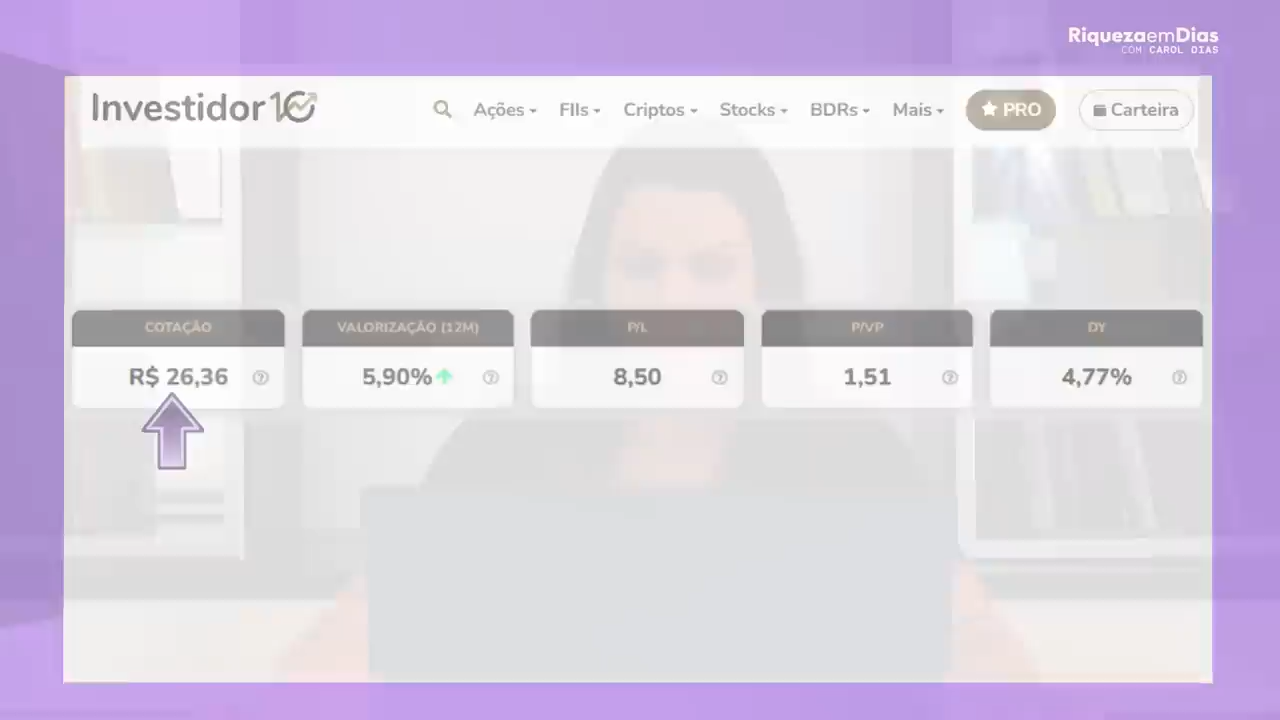 RiquezaemDias
COM CAROL DIAS
Investidor10
Ações FIIs Criptos Stocks BDRs Mais PRO Carteira
COTAÇÃO VALORIZAÇÃO (12M) P/L P/VP DY
R$ 26,36 5,90% 8,50 1,51 4,77%